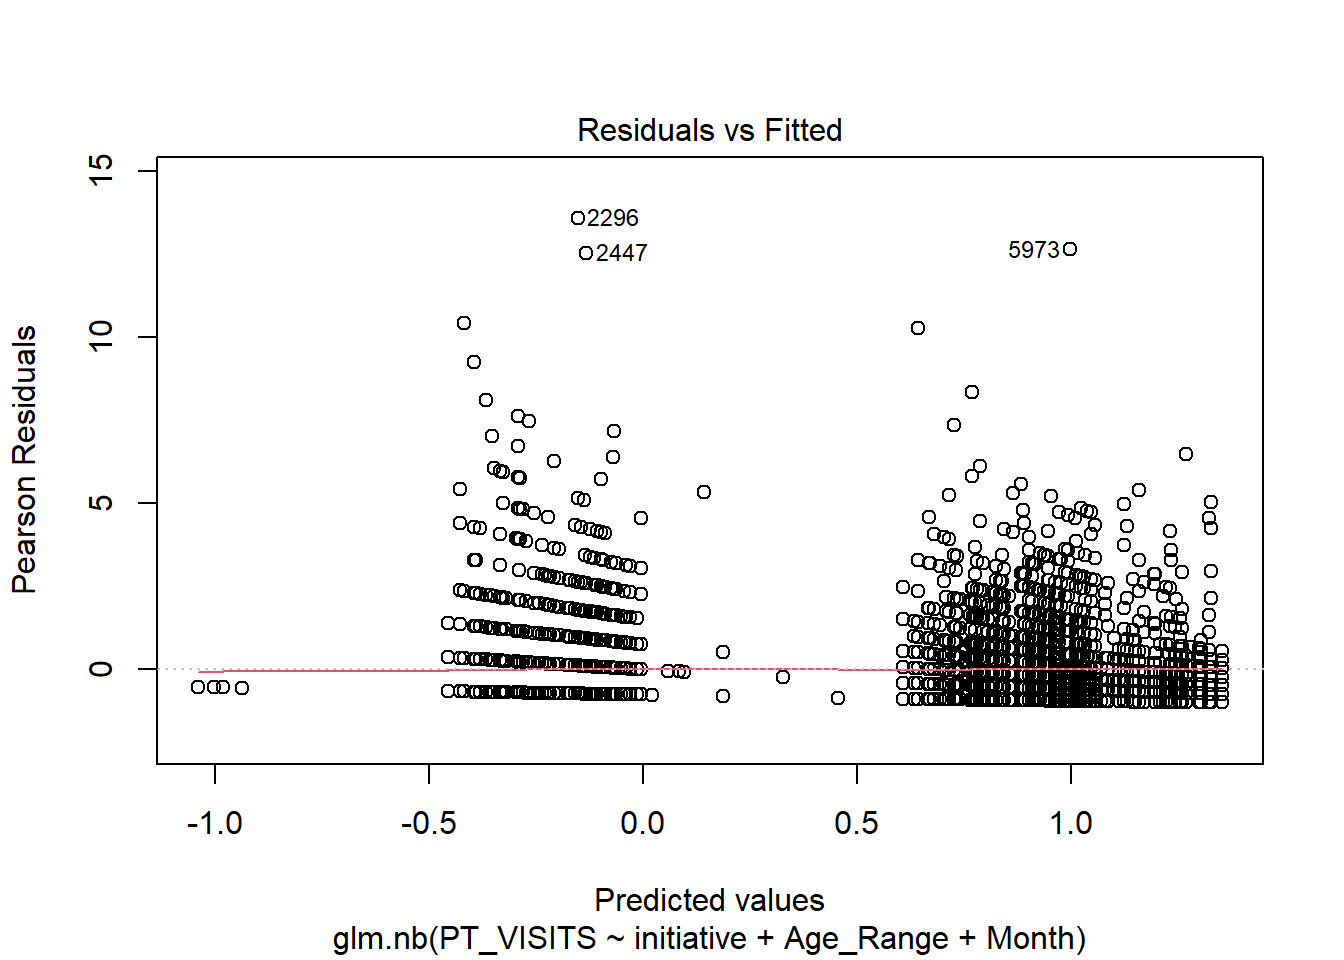 Residuals vs Fitted
15
2296
2447
5973
10
Pearson Residuals
5
0
-1.0 -0.5 0.0 0.5 1.0
Predicted values
glm.nb(PT_VISITS ~ initiative + Age_Range + Month)